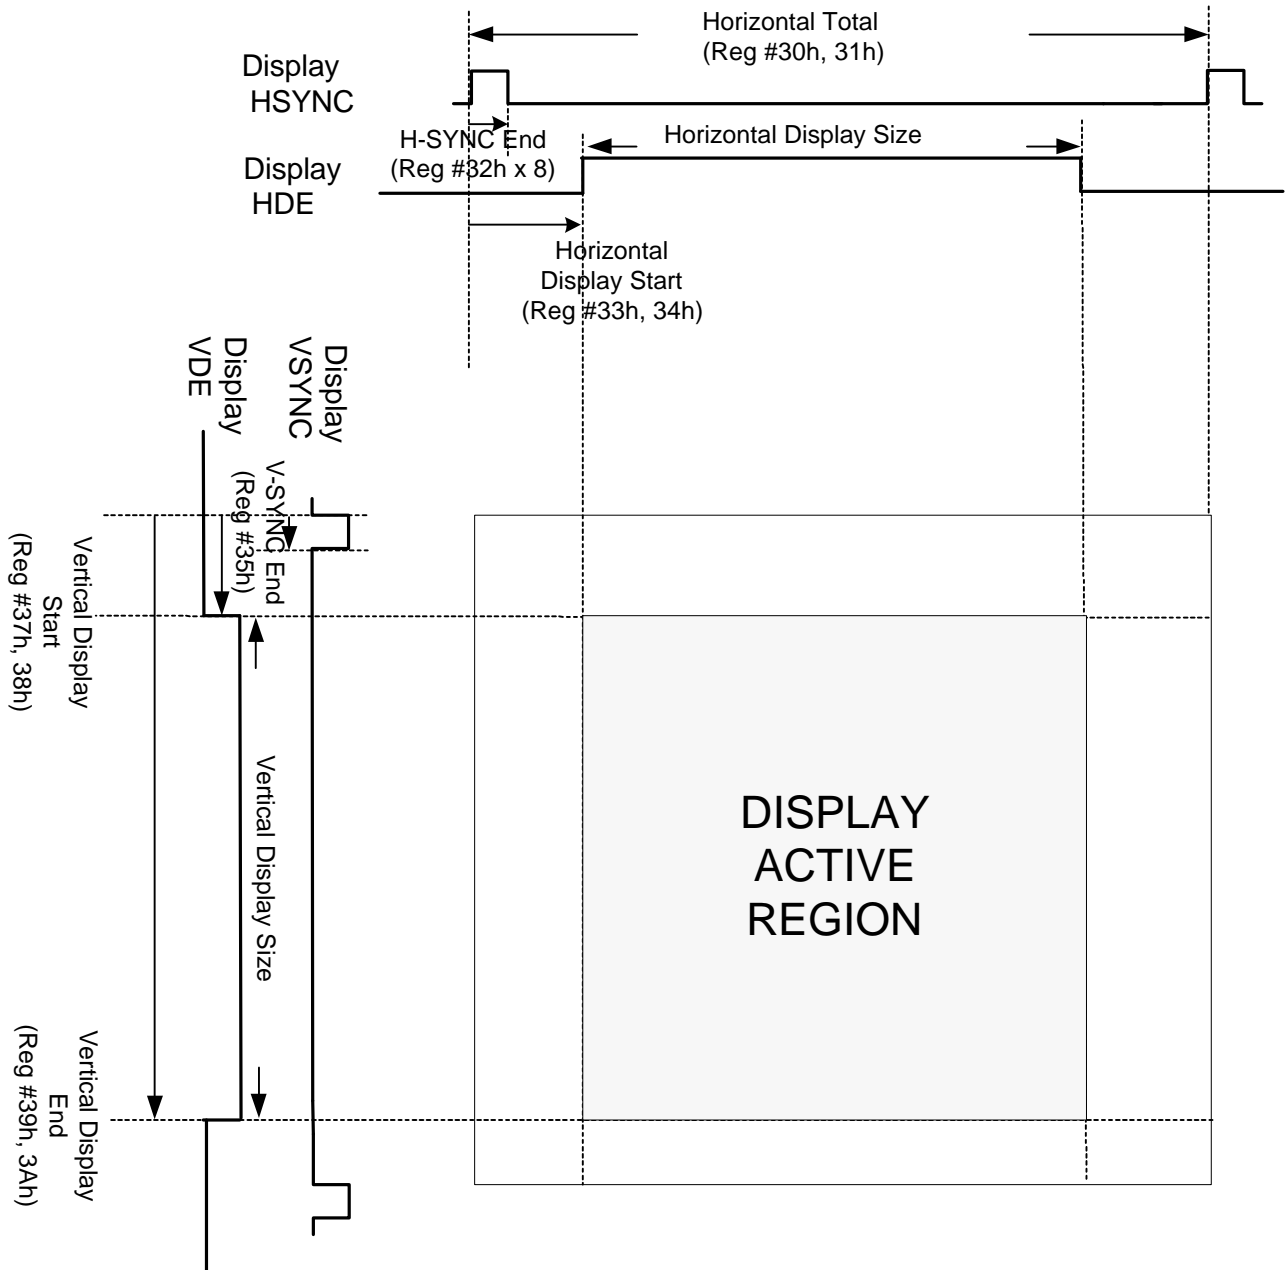 Horizontal Total
(Reg #30h, 31h)
Display
HSYNC
H-SYNC End
(Reg #32h x 8)
Horizontal Display Size
Display
HDE
Horizontal
Display Start
(Reg #33h, 34h)
Display
VSYNC
Display
VDE
V-SYNC End
(Reg #35h)
Vertical Display
Start
(Reg #37h, 38h)
Vertical Display Size
DISPLAY
ACTIVE
REGION
Vertical Display
End
(Reg #39h, 3Ah)